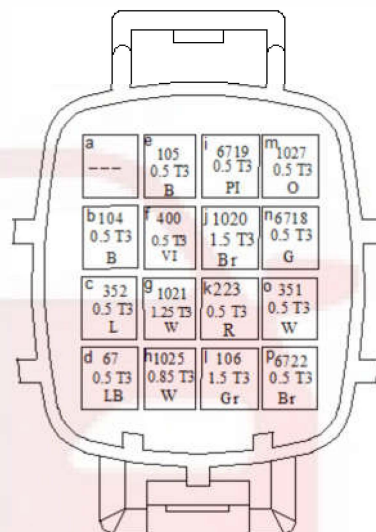 a
---
e 105
0.5 T3
B
i 6719
0.5 T3
PI
m1027
0.5 T3
O
b 104
0.5 T3
B
f 400
0.5 T3
VI
j 1020
1.5 T3
Br
n6718
0.5 T3
G
c 352
0.5 T3
L
g 1021
1.25 T3
W
k223
0.5 T3
R
o 351
0.5 T3
W
d 67
0.5 T3
LB
h1025
0.85 T3
W
l 106
1.5 T3
Gr
p6722
0.5 T3
Br